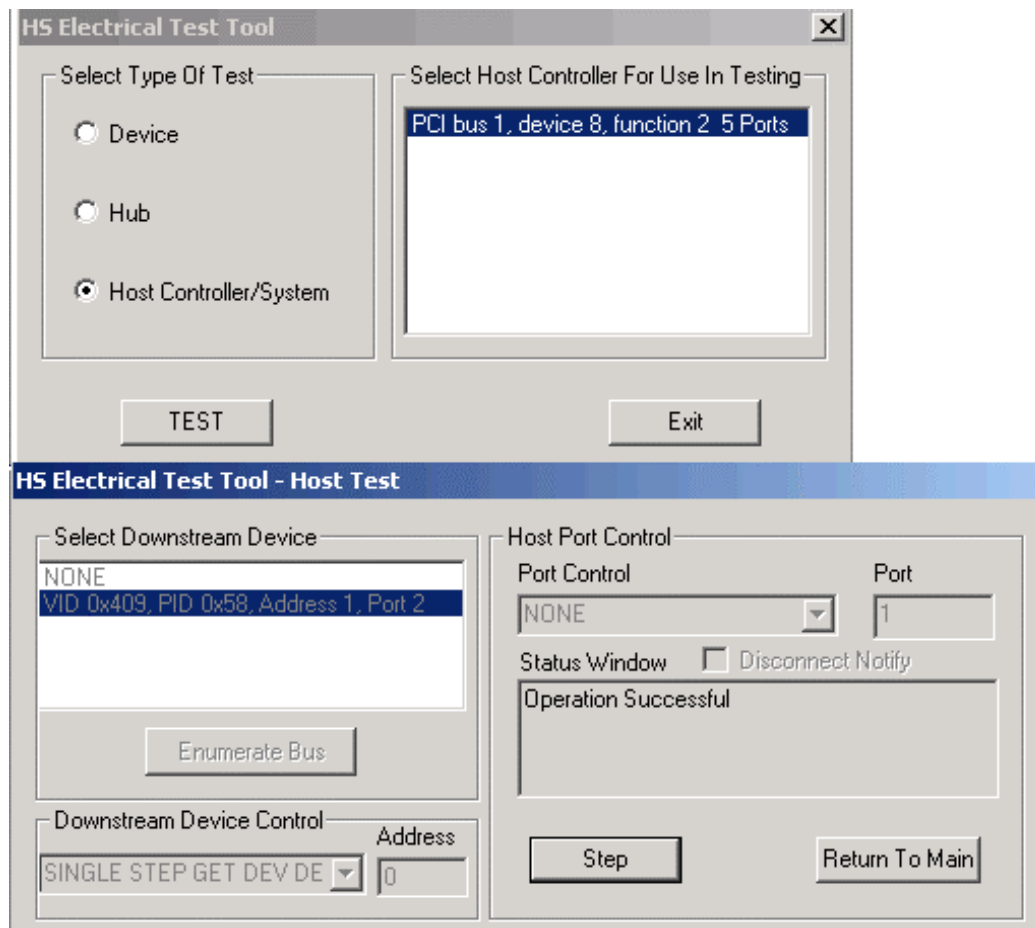 HS Electrical Test Tool
Select Type Of Test
Device
Hub
Host Controller/System
Select Host Controller For Use In Testing
PCI bus 1, device 8, function 2 5 Ports
TEST
Exit
HS Electrical Test Tool - Host Test
Select Downstream Device
NONE
VID 0x409, PID 0x58, Address 1, Port 2
Enumerate Bus
Downstream Device Control
Address
SINGLE STEP GET DEV DE
0
Host Port Control
Port Control
Port
NONE
1
Status Window
Disconnect Notify
Operation Successful
Step
Return To Main